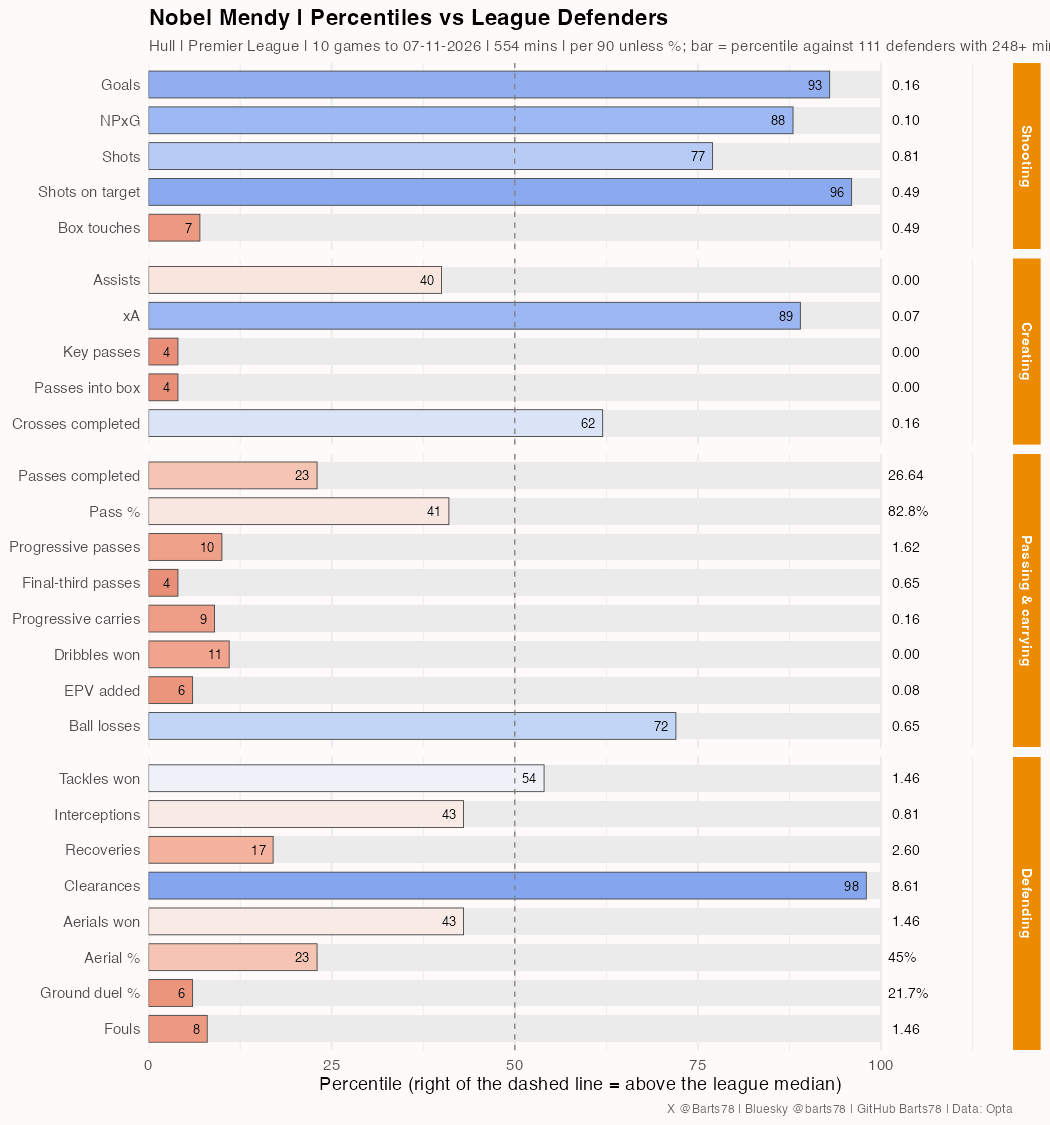 Nobel Mendy | Percentiles vs League Defenders
Hull | Premier League | 10 games to 07-11-2026 | 554 mins | per 90 unless %; bar = percentile against 111 defenders with 248+
Goals 93 0.16
NPxG 88 0.10
Shots 77 0.81
Shots on target 96 0.49
Box touches 7 0.49
Shooting
Assists 40 0.00
xA 89 0.07
Key passes 4 0.00
Passes into box 4 0.00
Crosses completed 62 0.16
Creating
Passes completed 23 26.64
Pass % 41 82.8%
Progressive passes 10 1.62
Final-third passes 4 0.65
Progressive carries 9 0.16
Dribbles won 11 0.00
EPV added 6 0.08
Ball losses 72 0.65
Passing & carrying
Tackles won 54 1.46
Interceptions 43 0.81
Recoveries 17 2.60
Clearances 98 8.61
Aerials won 43 1.46
Aerial % 23 45%
Ground duel % 6 21.7%
Fouls 8 1.46
Defending
0 25 50 75 100
Percentile (right of the dashed line = above the league median)
X @Barts78 | Bluesky @barts78 | GitHub Barts78 | Data: Opta